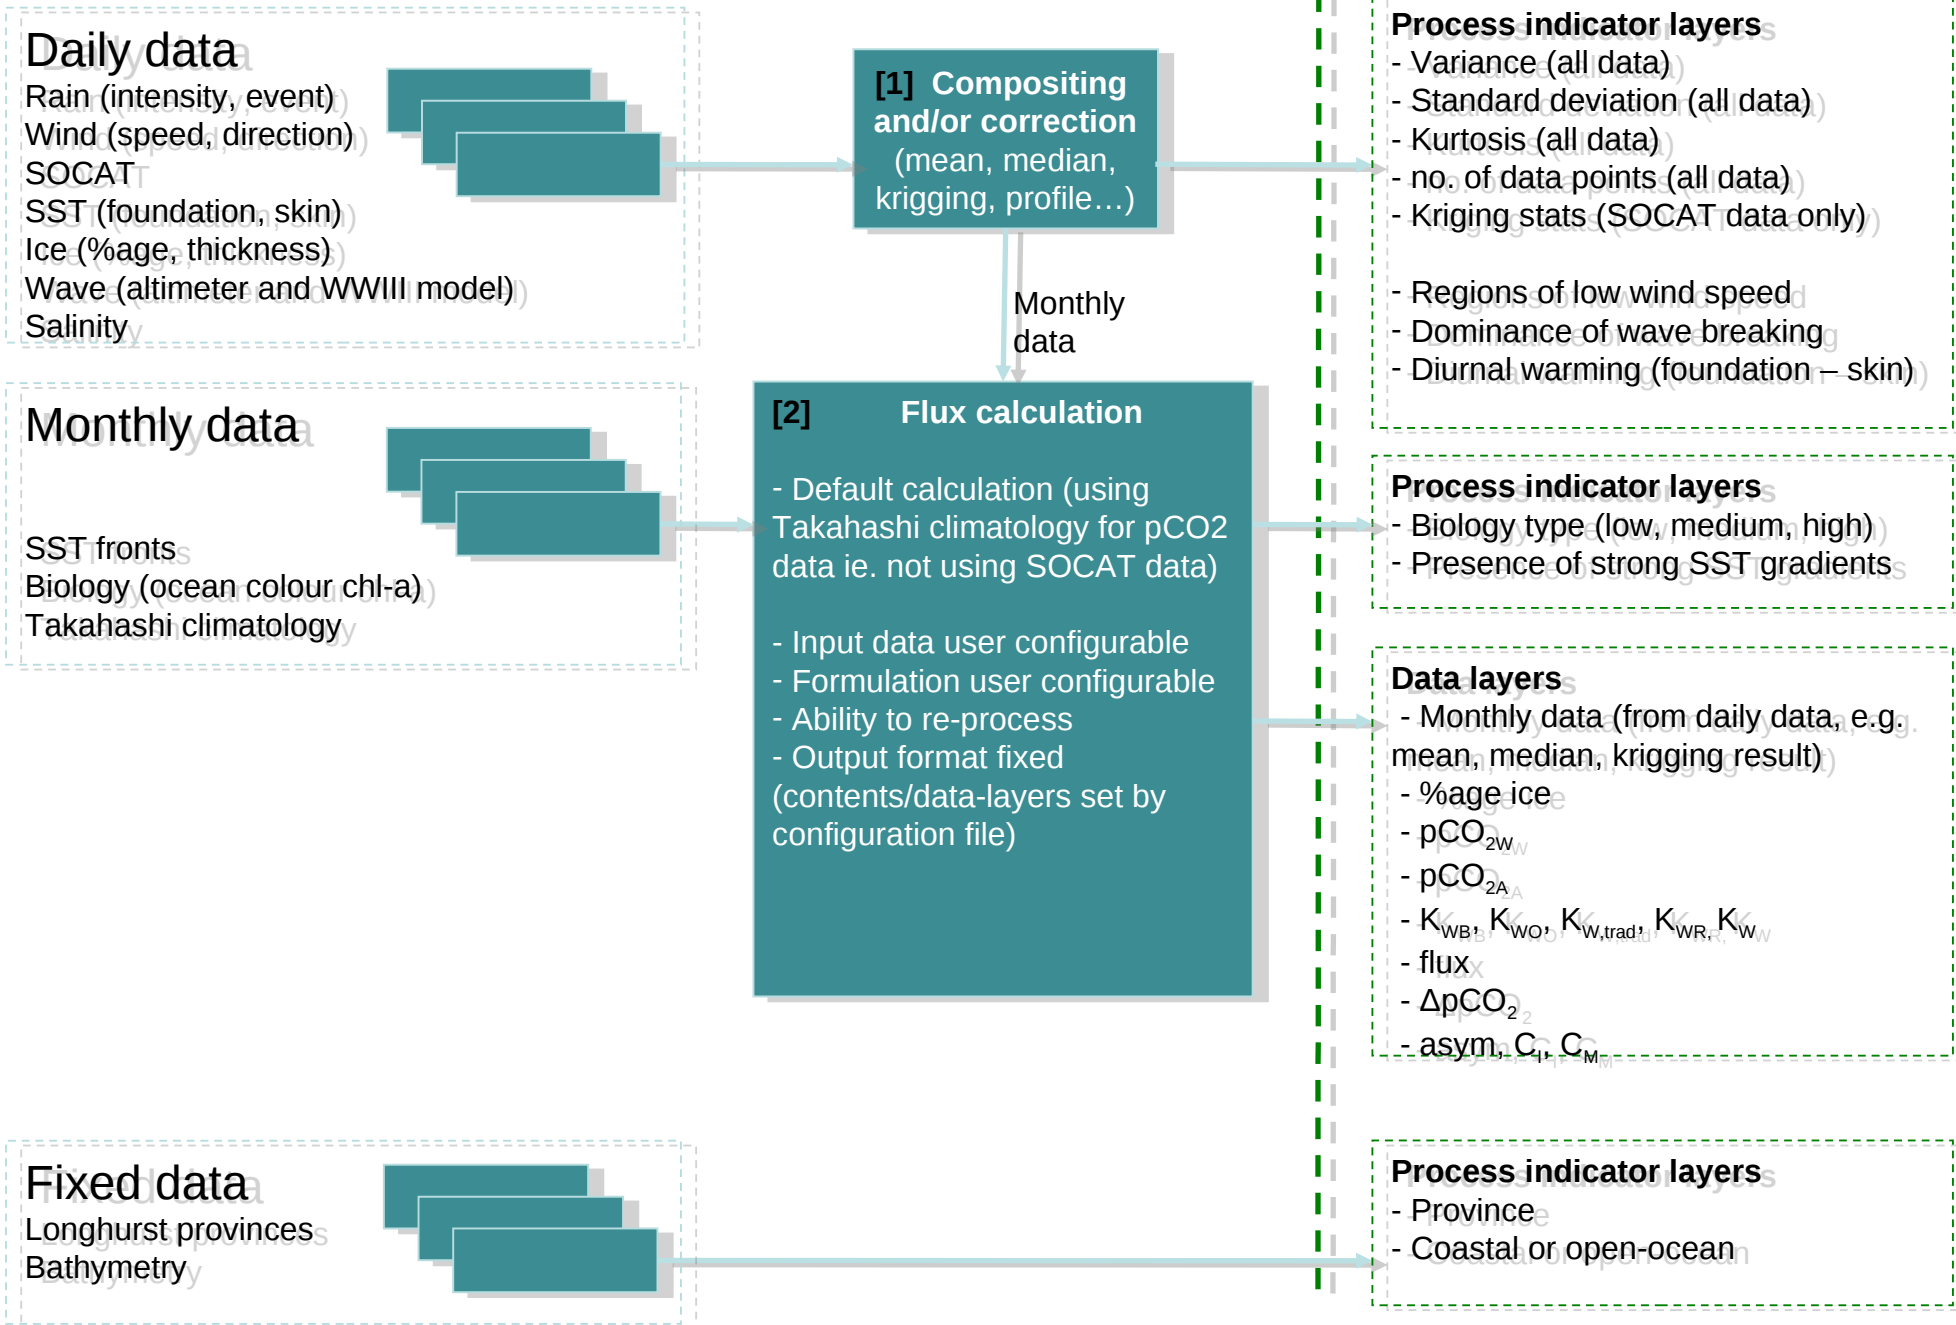 Daily data
Rain (intensity, event)
Wind (speed, direction)
SOCAT
SST (foundation, skin)
Ice (%age, thickness)
Wave (altimeter and WWIII model)
Salinity
Monthly data
SST fronts
Biology (ocean colour chl-a)
Takahashi climatology
Fixed data
Longhurst provinces
Bathymetry
[1] Compositing
and/or correction
(mean, median,
krigging, profile…)
Monthly
data
[2] Flux calculation
- Default calculation (using
Takahashi climatology for pCO2
data ie. not using SOCAT data)
- Input data user configurable
- Formulation user configurable
- Ability to re-process
- Output format fixed
(contents/data-layers set by
configuration file)
Process indicator layers
- Variance (all data)
- Standard deviation (all data)
- Kurtosis (all data)
- no. of data points (all data)
- Kriging stats (SOCAT data only)
- Regions of low wind speed
- Dominance of wave breaking
- Diurnal warming (foundation – skin)
Process indicator layers
- Biology type (low, medium, high)
- Presence of strong SST gradients
Data layers
- Monthly data (from daily data, e.g.
mean, median, krigging result)
- %age ice
- pCO2W
- pCO2A
- KWB, KWO, KW,trad, KWR, KW
- flux
- ΔpCO2
- asym, CI, CM
Process indicator layers
- Province
- Coastal or open-ocean